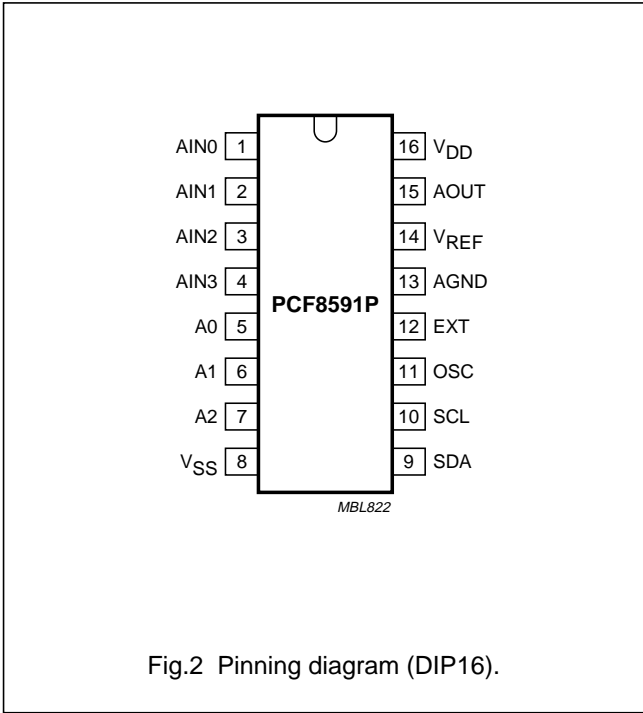 AIN0 1 16 VDD
AIN1 2 15 AOUT
AIN2 3 14 VREF
AIN3 4 13 AGND
PCF8591P
A0 5 12 EXT
A1 6 11 OSC
A2 7 10 SCL
VSS 8 9 SDA
MBL822
Fig.2 Pinning diagram (DIP16).